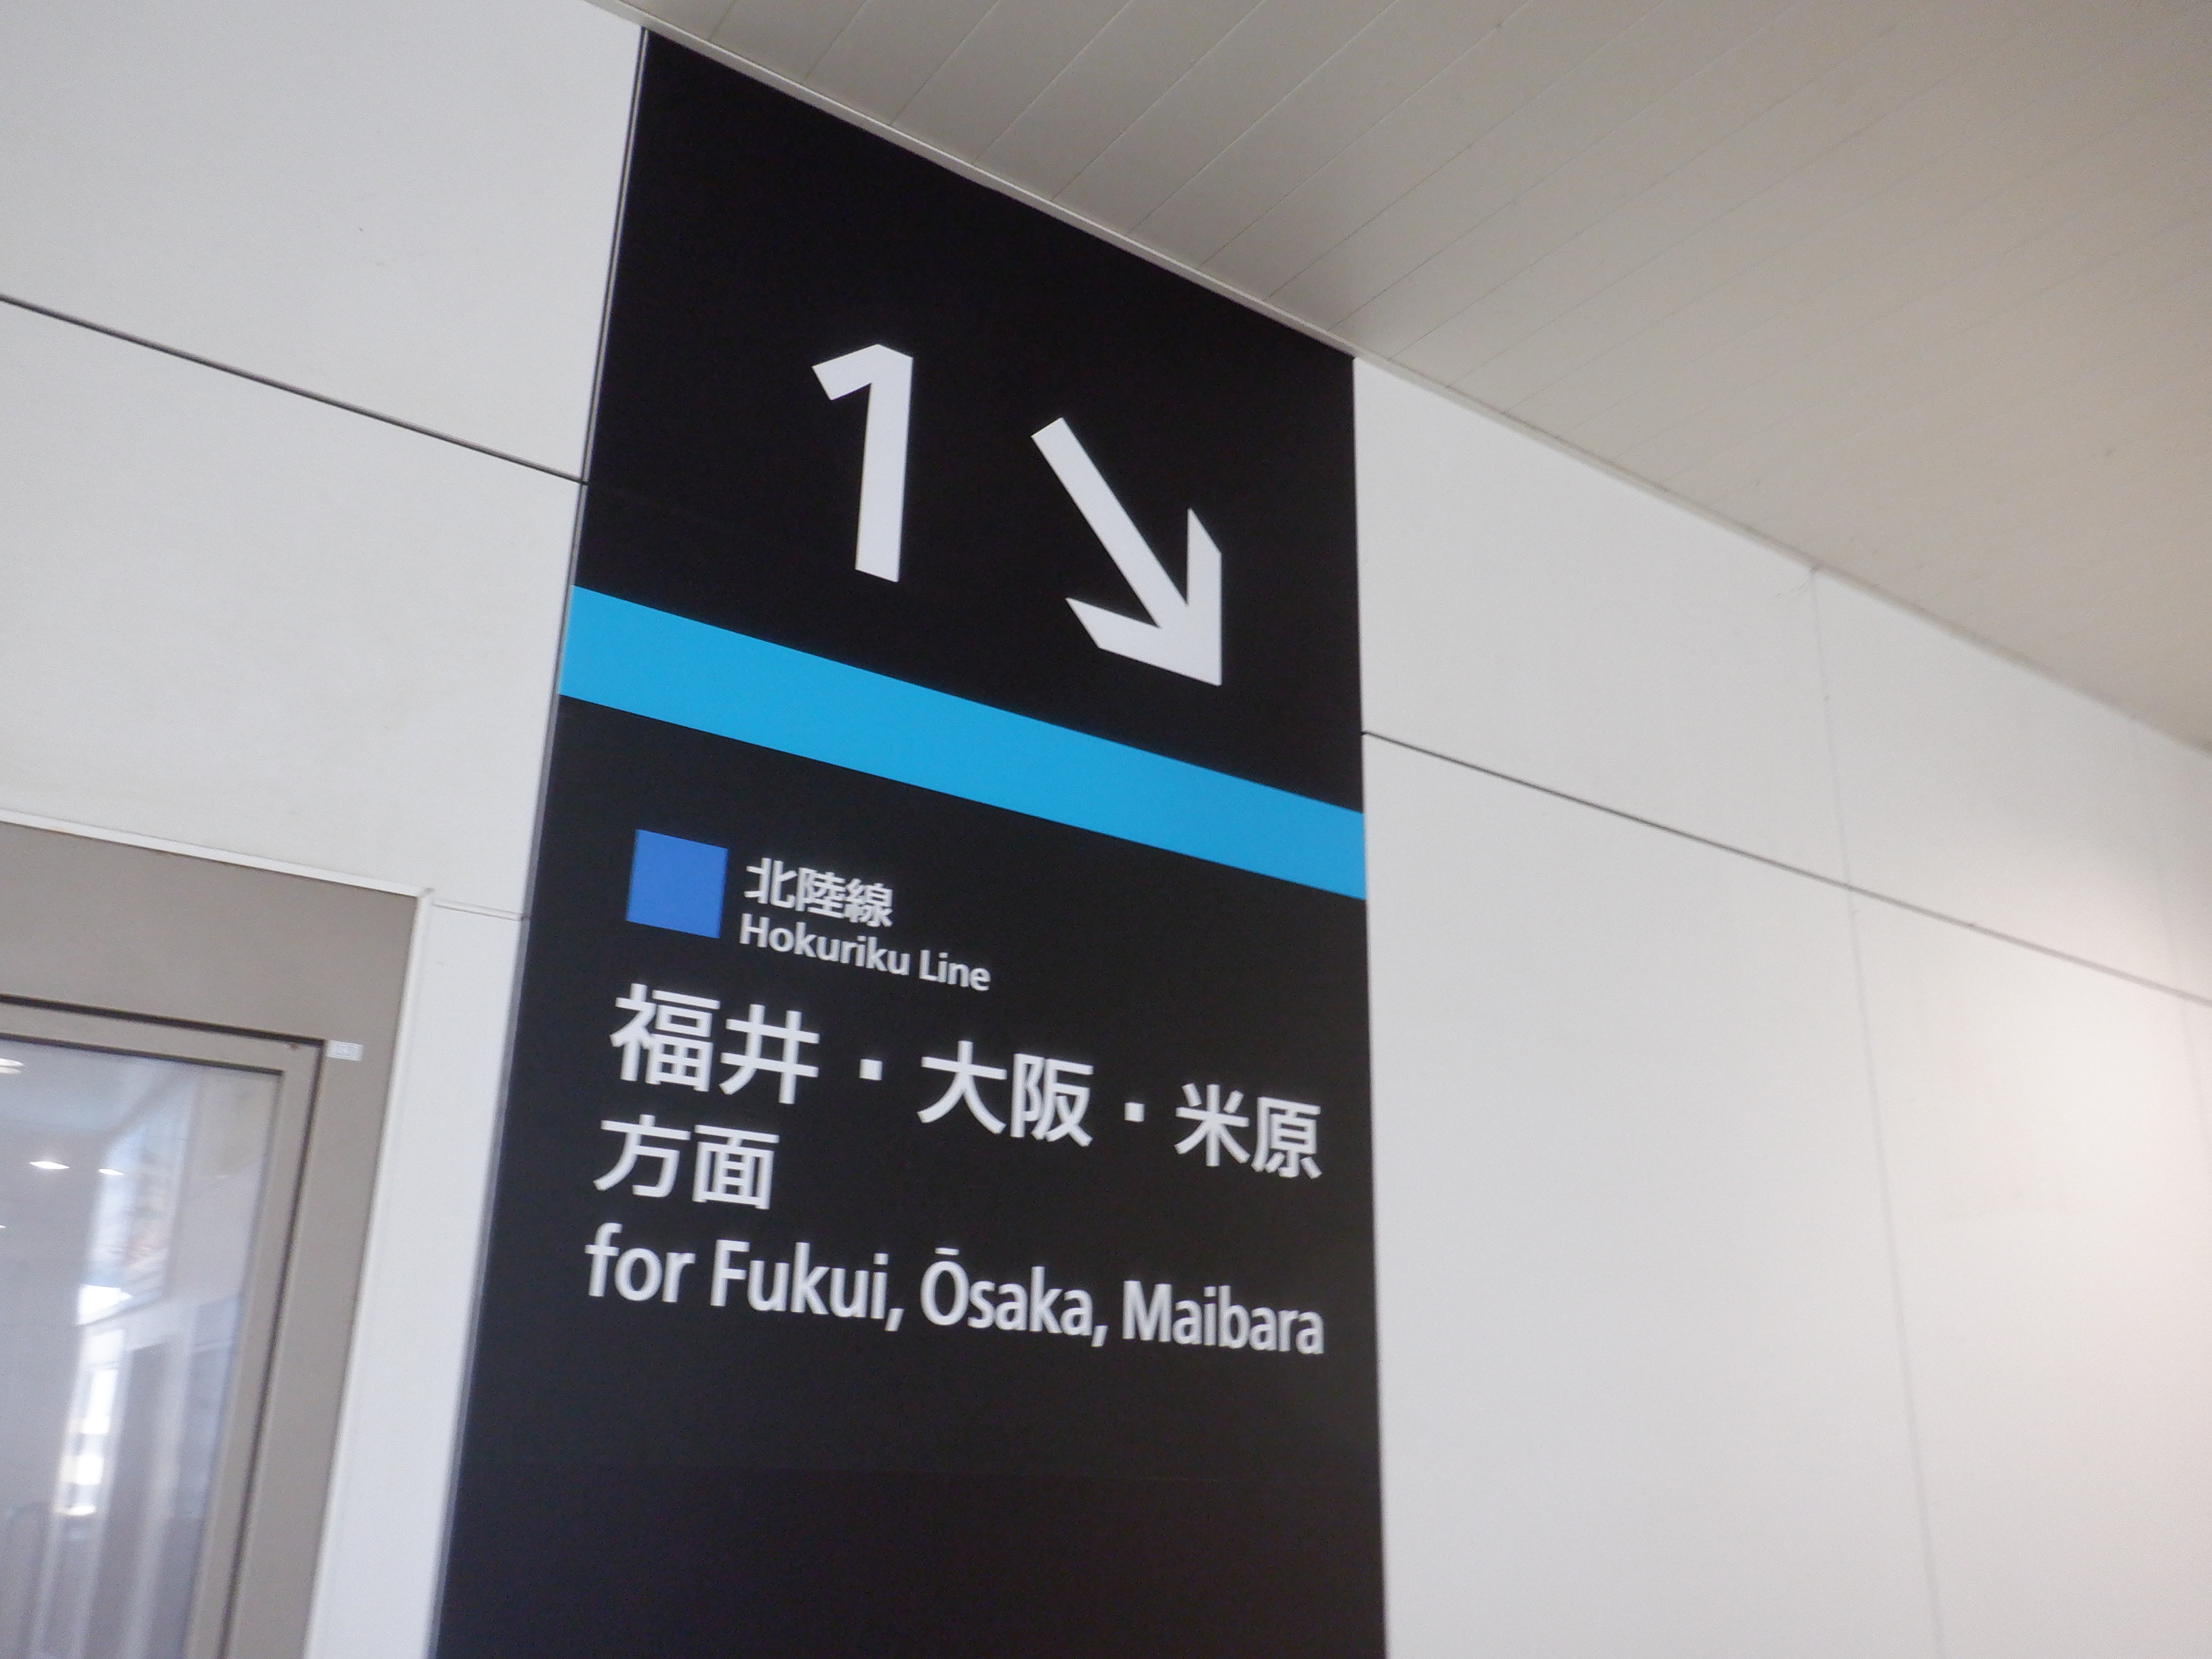 1
北陸線
Hokuriku Line
福井・大阪・米原
方面
for Fukui, Ōsaka, Maibara